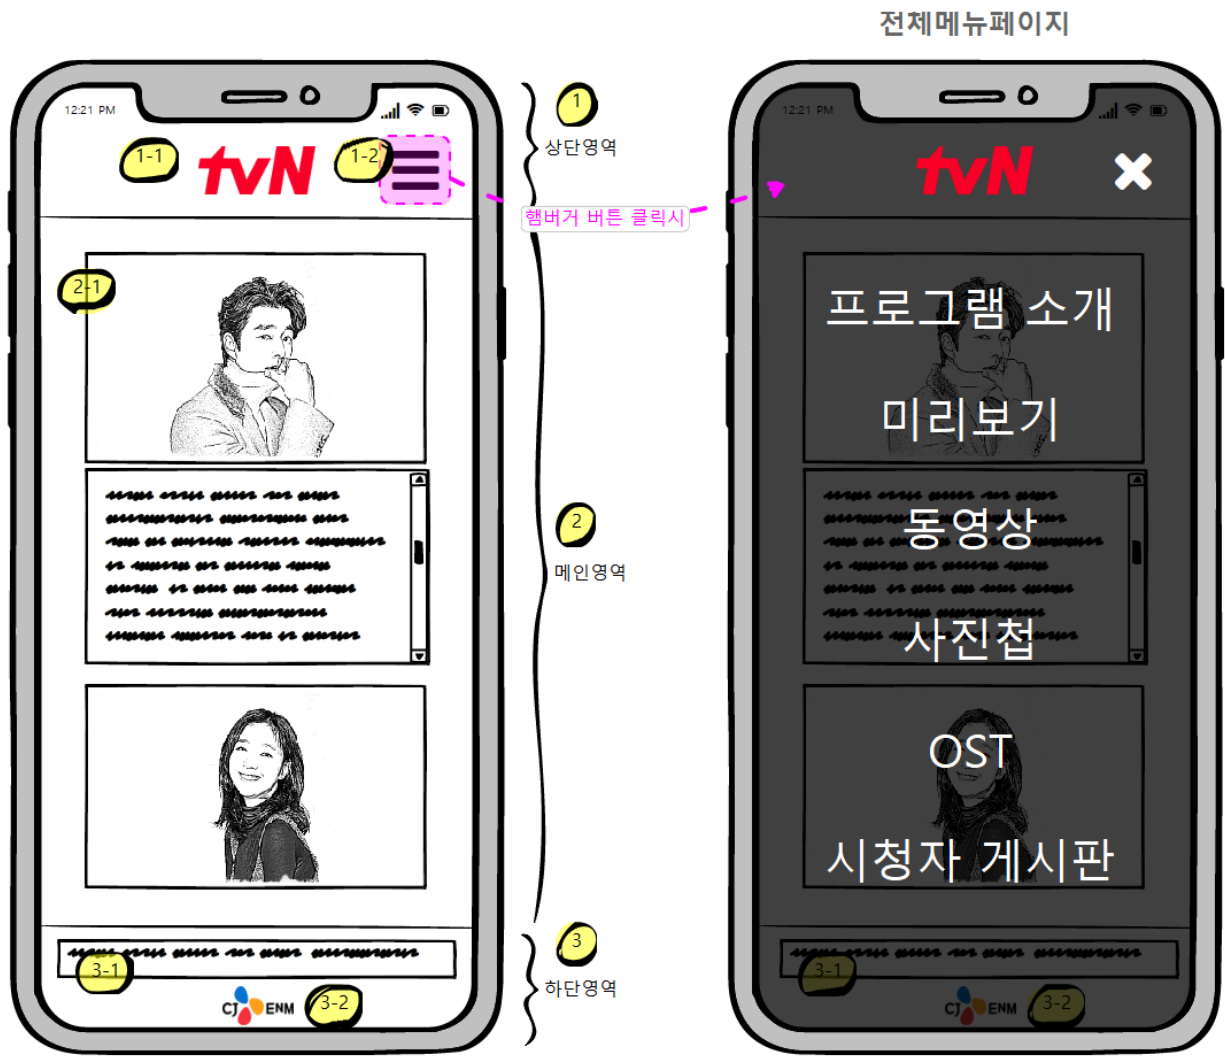 전체메뉴페이지
12:21 PM
1-1
tvN
1-2
1
상단영역
햄버거 버튼 클릭시
2-1
2
메인영역
3-1
CJ ENM
3-2
3
하단영역
12:21 PM
tvN
프로그램 소개
미리보기
동영상
사진첩
OST
시청자 게시판
3-1
CJ ENM
3-2